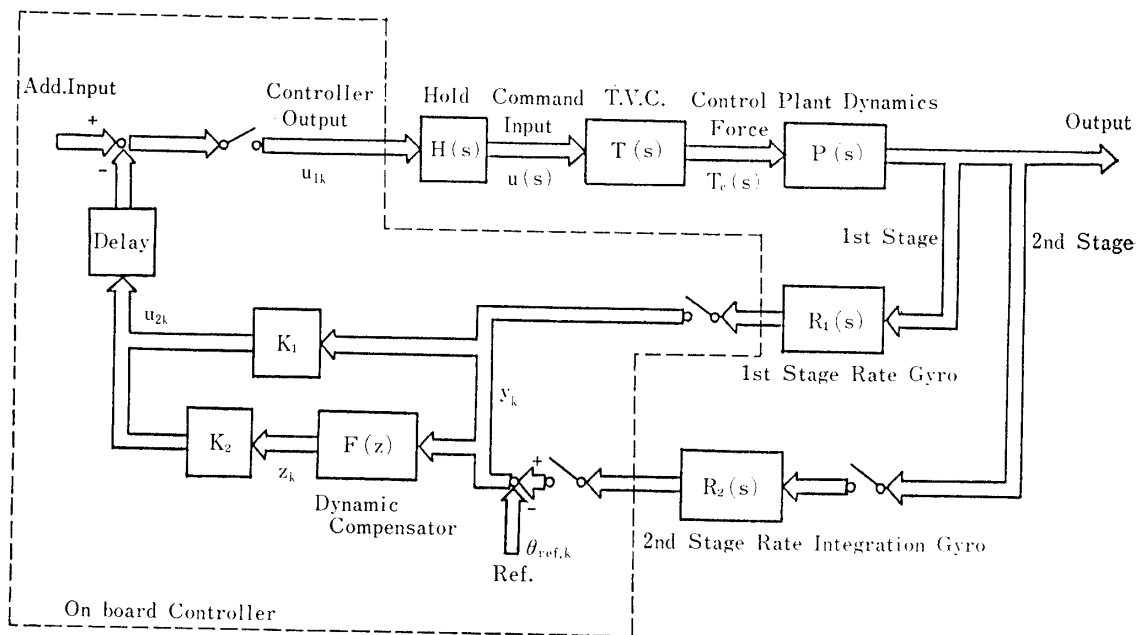 Add.Input
+
-
Controller
Output
u1k
Hold
H(s)
Command
Input
u(s)
T.V.C.
T(s)
Control
Force
Tc(s)
Plant Dynamics
P(s)
Output
1st Stage
2nd Stage
Delay
u2k
K1
R1(s)
1st Stage Rate Gyro
yk
K2
zk
F(z)
Dynamic
Compensator
+
-
θref,k
Ref.
R2(s)
2nd Stage Rate Integration Gyro
On board Controller